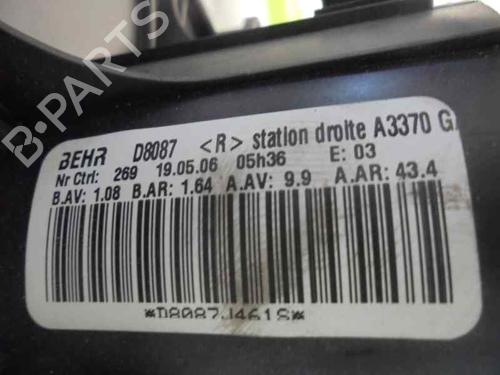 BEHR D8087 <R> station droite A3370 G
Nr Ctrl: 269 19.05.06 05h36 E: 03
B.AV: 1.08 B.AR: 1.64 A.AV: 9.9 A.AR: 43.4
*D8087J461S*
B-Parts